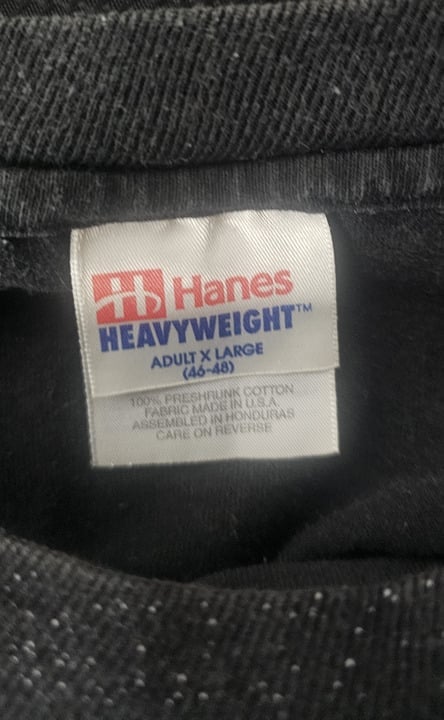 Hanes
HEAVYWEIGHT™
ADULT X LARGE
(46-48)
100% PRESHRUNK COTTON
FABRIC MADE IN U.S.A.
ASSEMBLED IN HONDURAS
CARE ON REVERSE